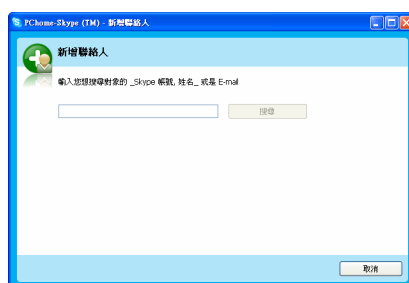 PChome-Skype (TM) - 新增聯絡人
新增聯絡人
輸入您想搜尋對象的 _Skype 帳號, 姓名_ 或是 E-mail
搜尋
取消